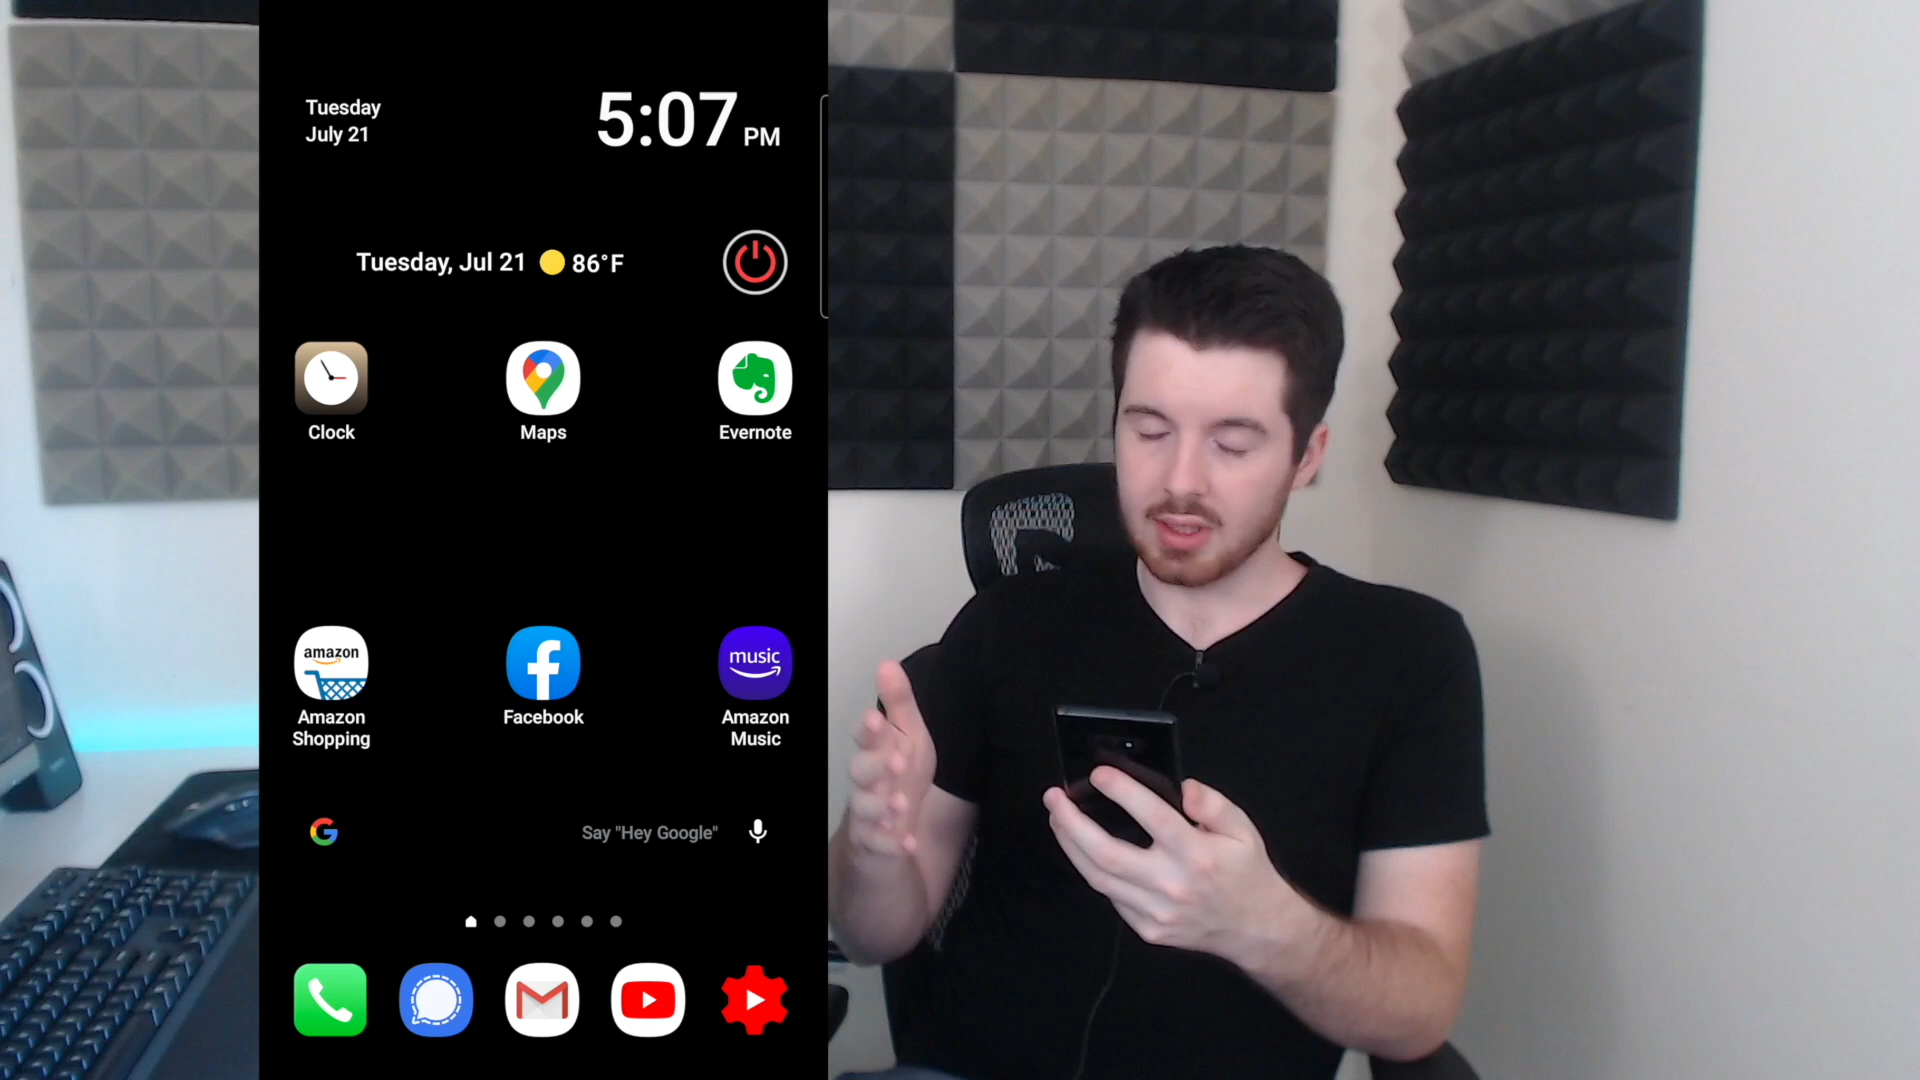 Tuesday
July 21
5:07 PM
Tuesday, Jul 21 86°F
Clock
Maps
Evernote
amazon
music
Amazon
Shopping
Facebook
Amazon
Music
Say "Hey Google"